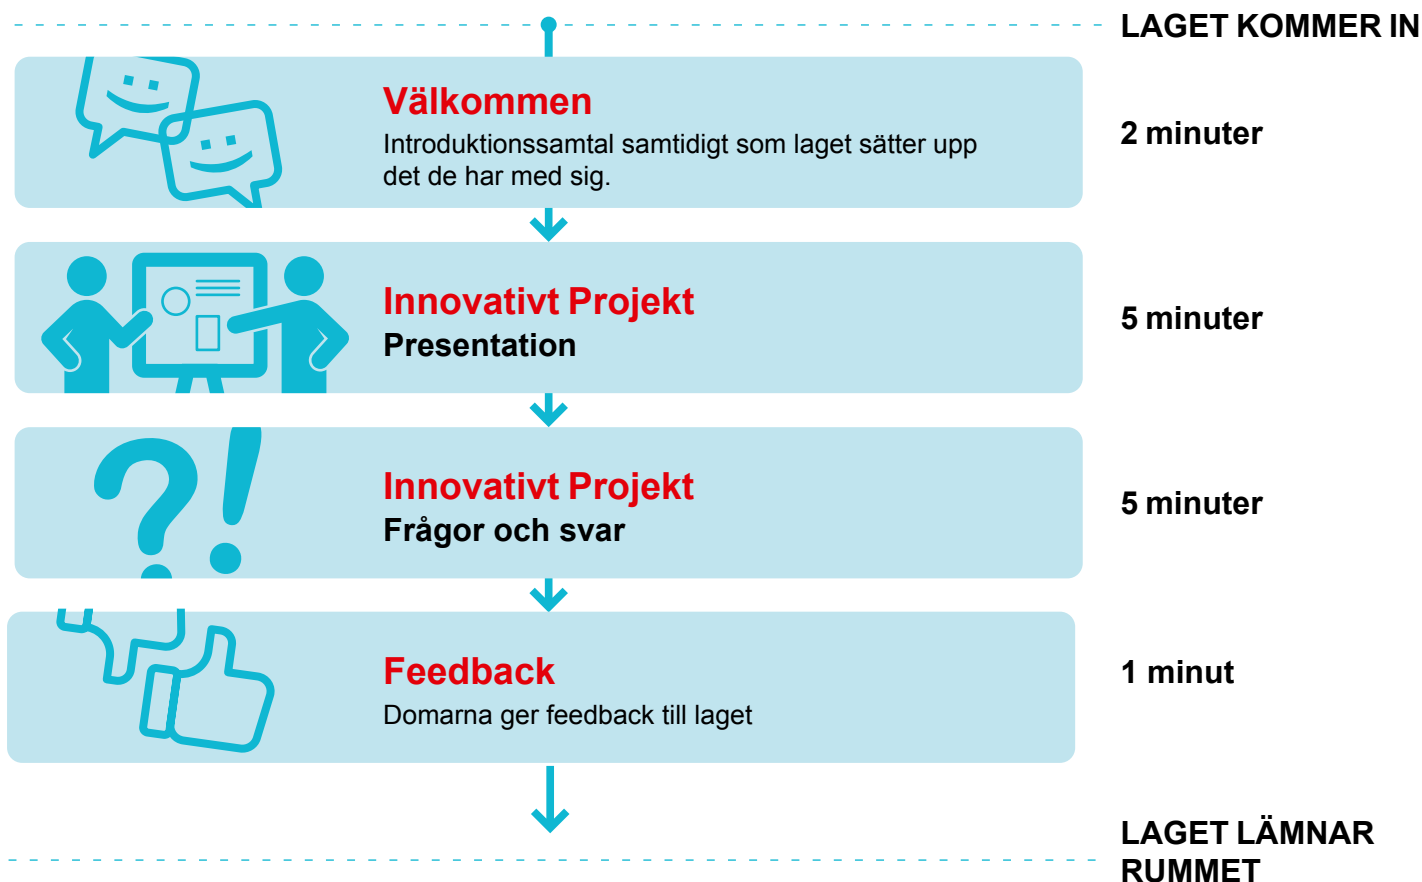 LAGET KOMMER IN
Välkommen
Introduktionssamtal samtidigt som laget sätter upp
det de har med sig.
2 minuter
Innovativt Projekt
Presentation
5 minuter
Innovativt Projekt
Frågor och svar
5 minuter
Feedback
Domarna ger feedback till laget
1 minut
LAGET LÄMNAR
RUMMET